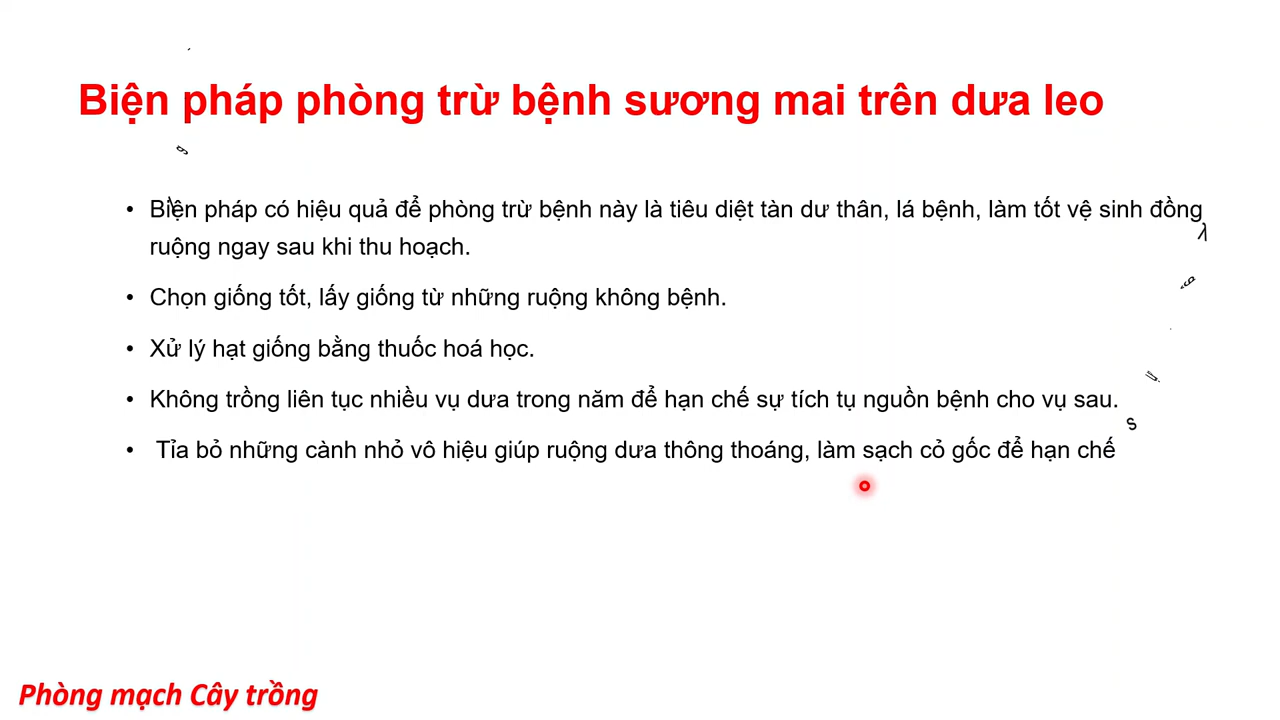 Biện pháp phòng trừ bệnh sương mai trên dưa leo
• Biện pháp có hiệu quả để phòng trừ bệnh này là tiêu diệt tàn dư thân, lá bệnh, làm tốt vệ sinh đồng
ruộng ngay sau khi thu hoạch.
• Chọn giống tốt, lấy giống từ những ruộng không bệnh.
• Xử lý hạt giống bằng thuốc hoá học.
• Không trồng liên tục nhiều vụ dưa trong năm để hạn chế sự tích tụ nguồn bệnh cho vụ sau.
• Tỉa bỏ những cành nhỏ vô hiệu giúp ruộng dưa thông thoáng, làm sạch cỏ gốc để hạn chế
Phòng mạch Cây trồng